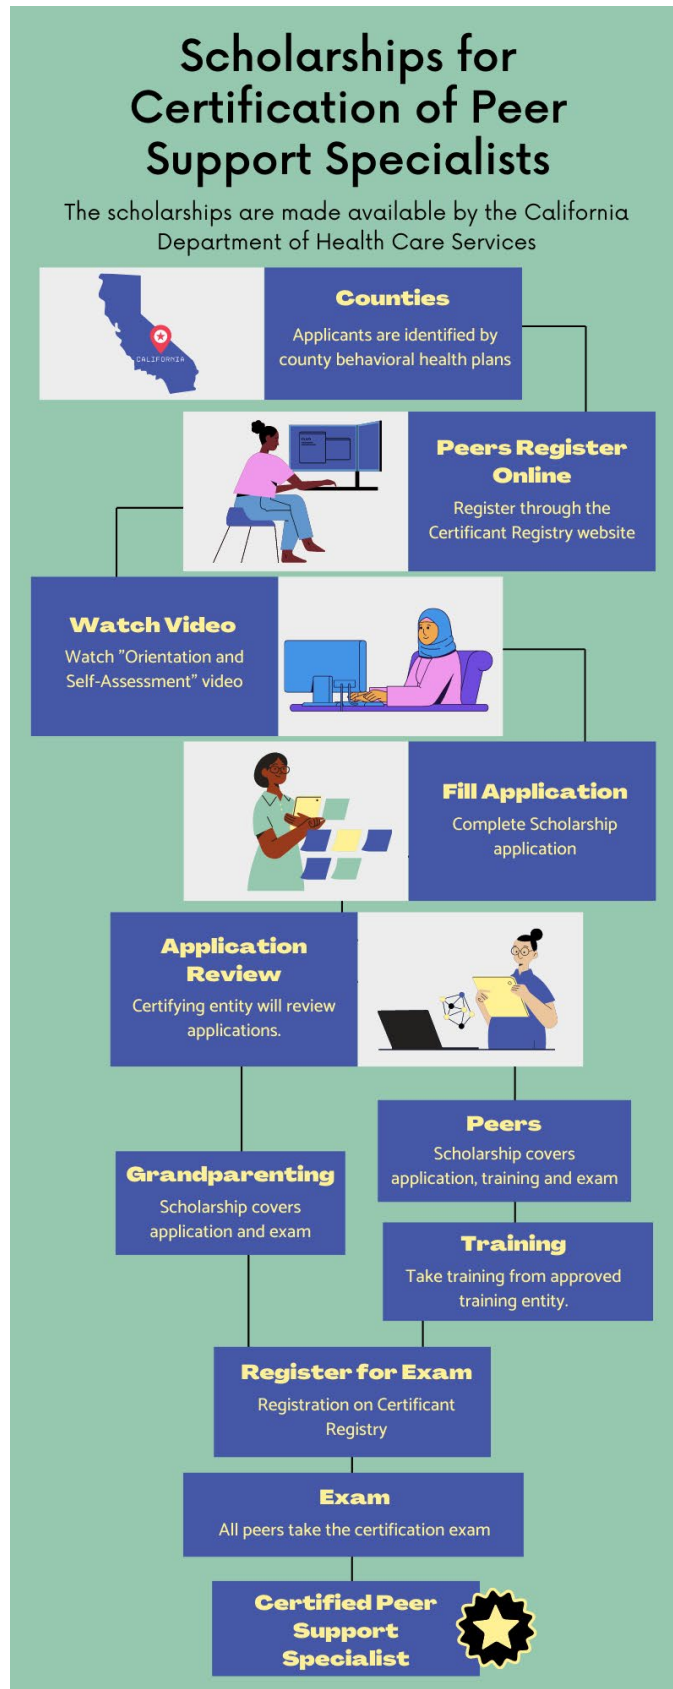 Scholarships for
Certification of Peer
Support Specialists
The scholarships are made available by the California
Department of Health Care Services
CALIFORNIA
Counties
Applicants are identified by
county behavioral health plans
Peers Register
Online
Register through the
Certificant Registry website
Watch Video
Watch "Orientation and
Self-Assessment" video
Fill Application
Complete Scholarship
application
Application
Review
Certifying entity will review
applications.
Peers
Scholarship covers
application, training and exam
Grandparenting
Scholarship covers
application and exam
Training
Take training from approved
training entity.
Register for Exam
Registration on Certificant
Registry
Exam
All peers take the certification exam
Certified Peer
Support
Specialist